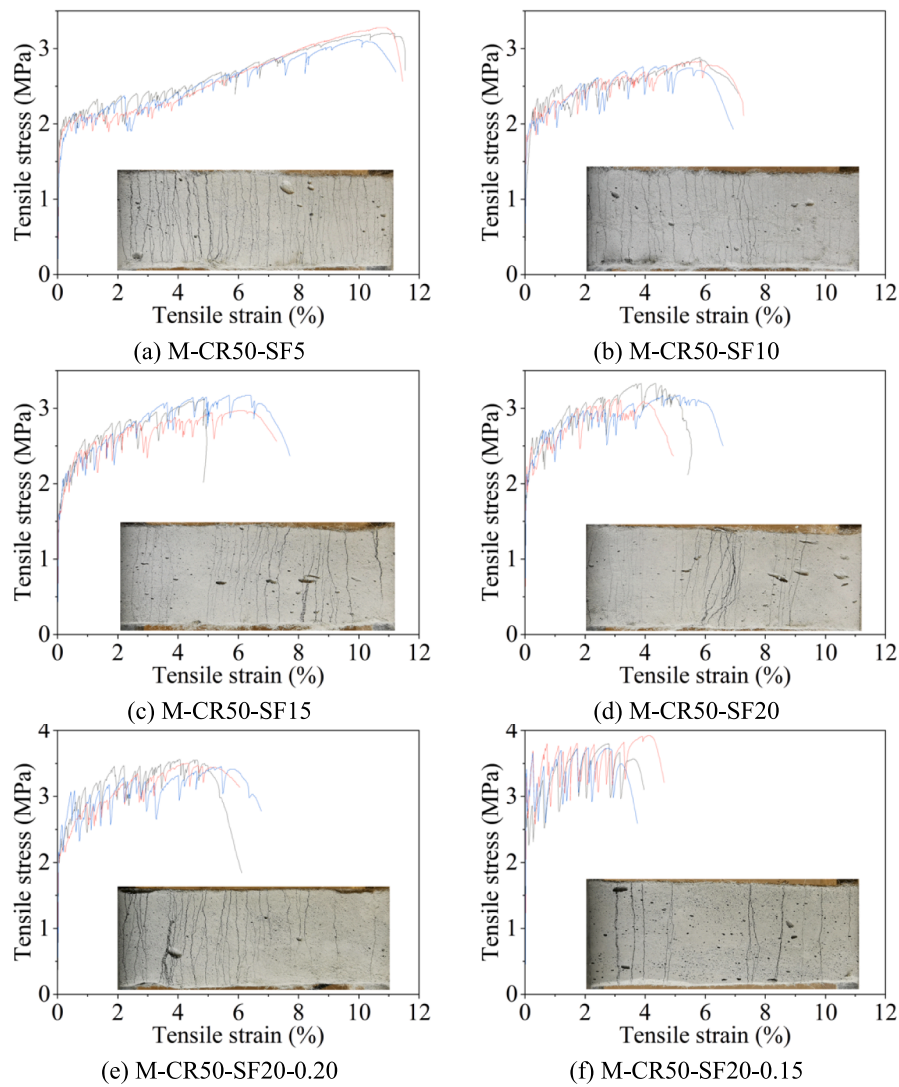 Tensile stress (MPa)
3
2
1
0
0 2 4 6 8 10 12
Tensile strain (%)
(a) M-CR50-SF5
Tensile stress (MPa)
3
2
1
0
0 2 4 6 8 10 12
Tensile strain (%)
(b) M-CR50-SF10
Tensile stress (MPa)
3
2
1
0
0 2 4 6 8 10 12
Tensile strain (%)
(c) M-CR50-SF15
Tensile stress (MPa)
3
2
1
0
0 2 4 6 8 10 12
Tensile strain (%)
(d) M-CR50-SF20
Tensile stress (MPa)
4
3
2
1
0
0 2 4 6 8 10 12
Tensile strain (%)
(e) M-CR50-SF20-0.20
Tensile stress (MPa)
4
3
2
1
0
0 2 4 6 8 10 12
Tensile strain (%)
(f) M-CR50-SF20-0.15